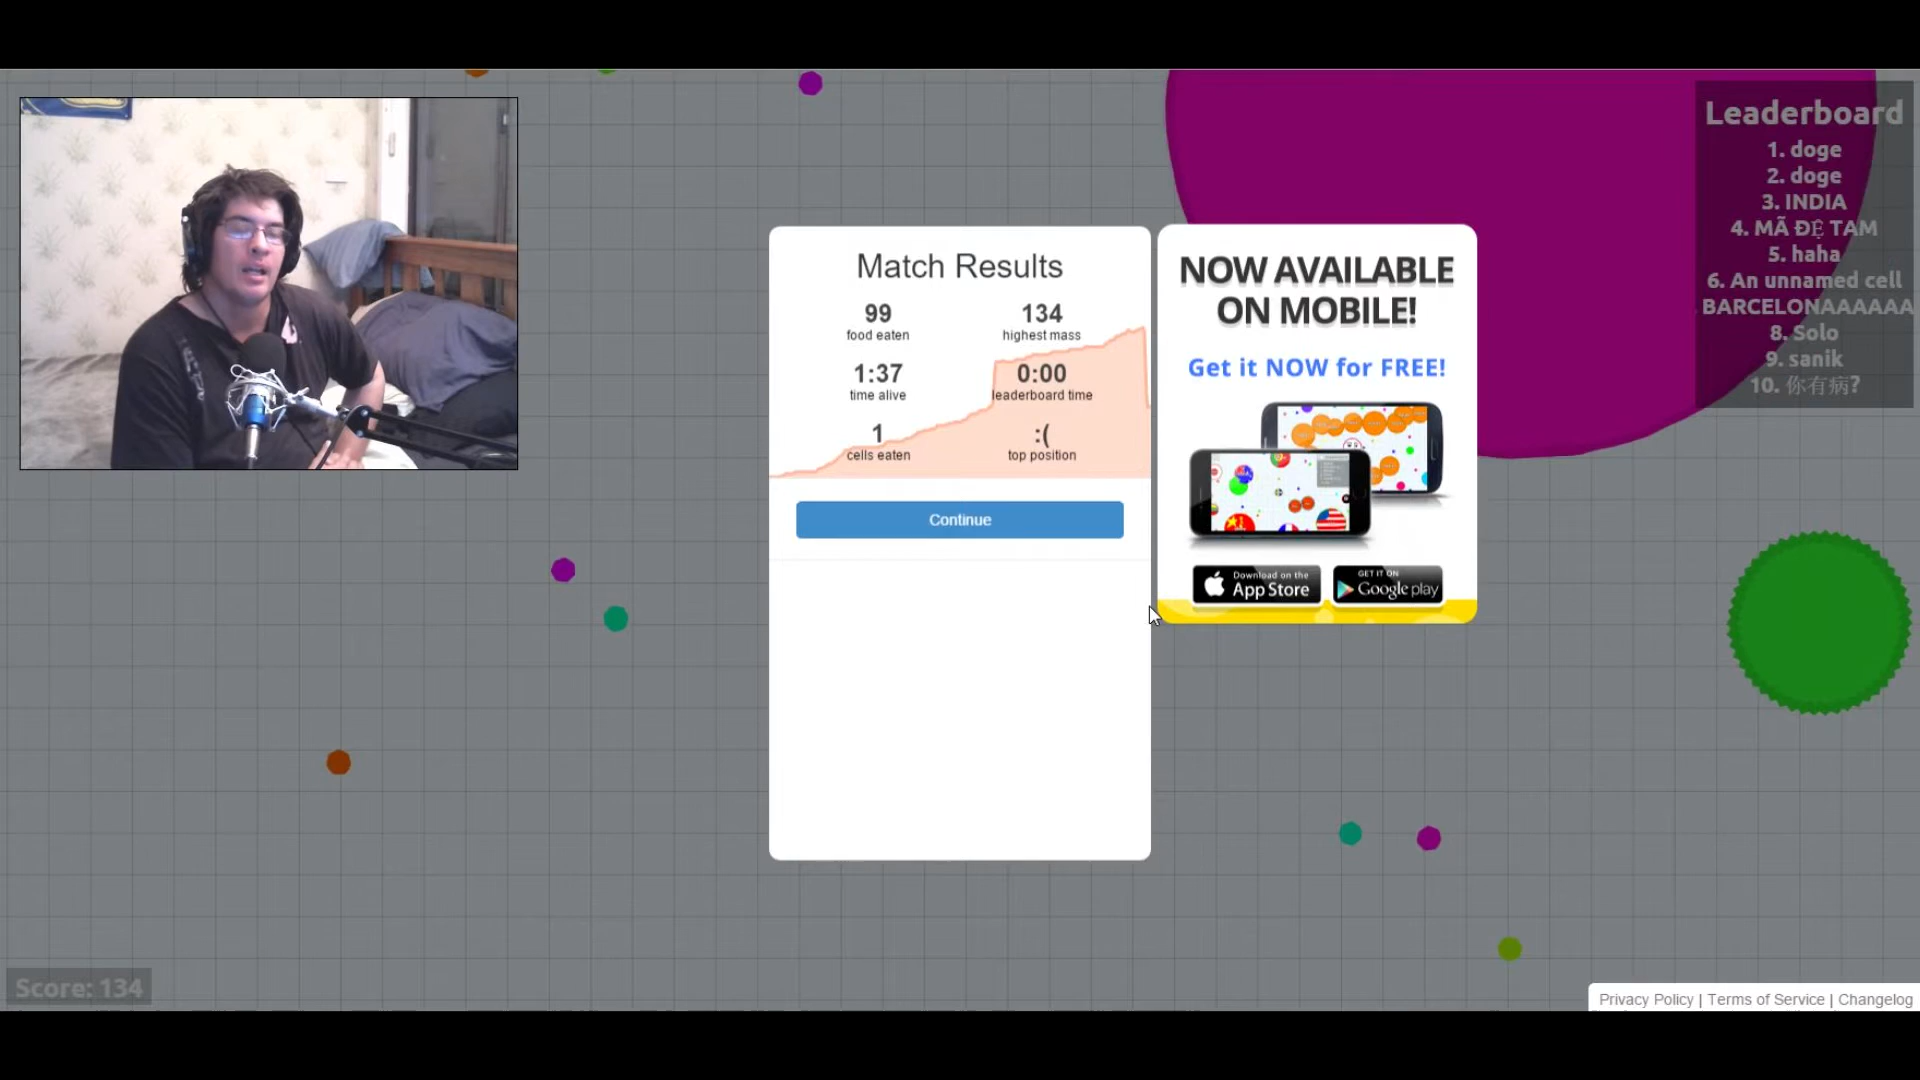 Leaderboard
1. doge
2. doge
3. INDIA
4. MÃ ĐỆ TAM
5. haha
6. An unnamed cell
BARCELONAAAAAA
8. Solo
9. sanik
10. 你有病?
Match Results
99
food eaten
134
highest mass
1:37
time alive
0:00
leaderboard time
1
cells eaten
:(
top position
Continue
NOW AVAILABLE
ON MOBILE!
Get it NOW for FREE!
Download on the
App Store
GET IT ON
Google play
Score: 134
Privacy Policy | Terms of Service | Changelog